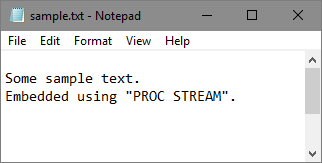 sample.txt - Notepad
File Edit Format View Help
Some sample text.
Embedded using "PROC STREAM".